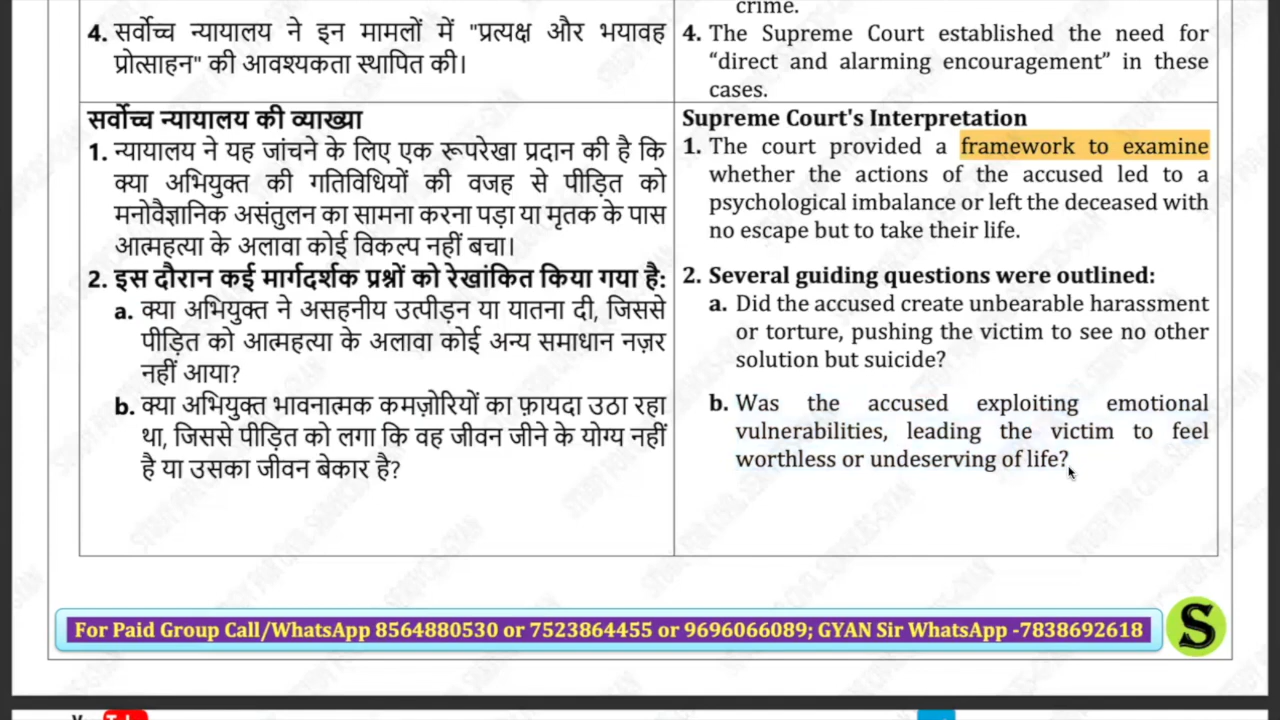 4. सर्वोच्च न्यायालय ने इन मामलों में "प्रत्यक्ष और भयावह
प्रोत्साहन" की आवश्यकता स्थापित की।
सर्वोच्च न्यायालय की व्याख्या
1. न्यायालय ने यह जांचने के लिए एक रूपरेखा प्रदान की है कि
क्या अभियुक्त की गतिविधियों की वजह से पीड़ित को
मनोवैज्ञानिक असंतुलन का सामना करना पड़ा या मृतक के पास
आत्महत्या के अलावा कोई विकल्प नहीं बचा।
2. इस दौरान कई मार्गदर्शक प्रश्नों को रेखांकित किया गया है:
a. क्या अभियुक्त ने असहनीय उत्पीड़न या यातना दी, जिससे
पीड़ित को आत्महत्या के अलावा कोई अन्य समाधान नज़र
नहीं आया?
b. क्या अभियुक्त भावनात्मक कमज़ोरियों का फ़ायदा उठा रहा
था, जिससे पीड़ित को लगा कि वह जीवन जीने के योग्य नहीं
है या उसका जीवन बेकार है?
crime.
4. The Supreme Court established the need for
“direct and alarming encouragement” in these
cases.
Supreme Court's Interpretation
1. The court provided a framework to examine
whether the actions of the accused led to a
psychological imbalance or left the deceased with
no escape but to take their life.
2. Several guiding questions were outlined:
a. Did the accused create unbearable harassment
or torture, pushing the victim to see no other
solution but suicide?
b. Was the accused exploiting emotional
vulnerabilities, leading the victim to feel
worthless or undeserving of life?
For Paid Group Call/WhatsApp 8564880530 or 7523864455 or 9696066089; GYAN Sir WhatsApp -7838692618
S